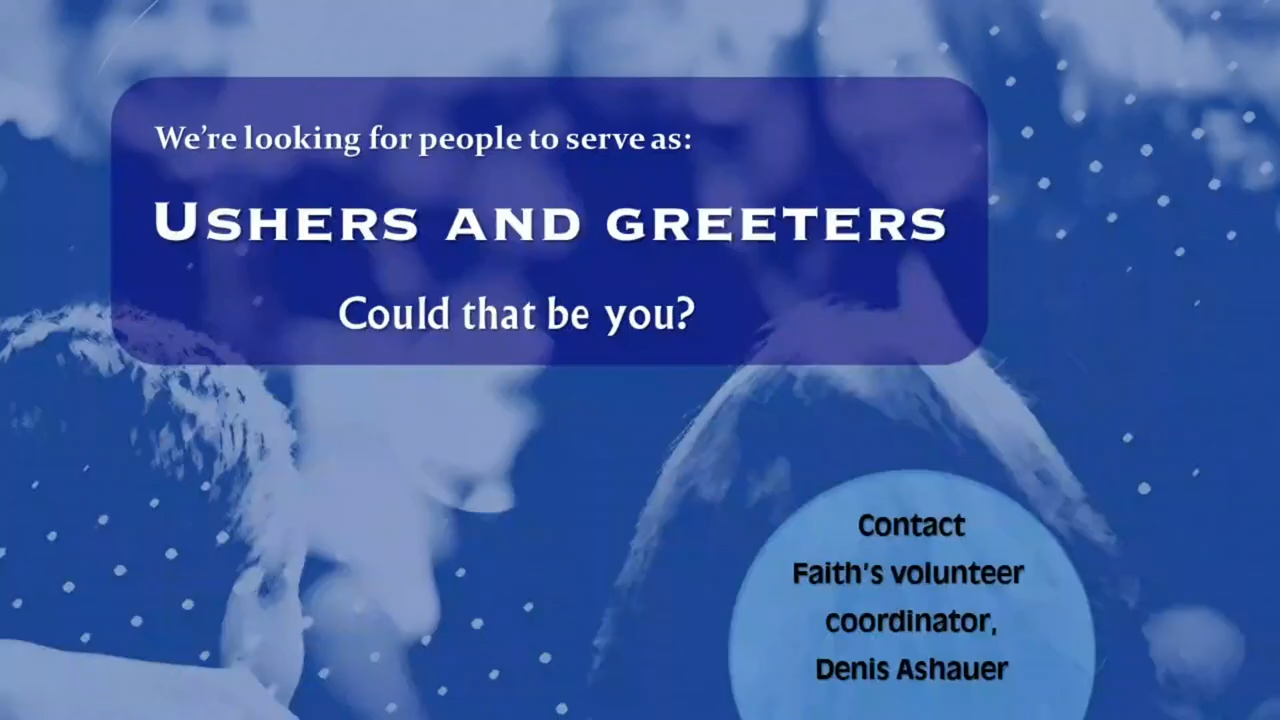 We're looking for people to serve as:
Ushers and greeters
Could that be you?
Contact
Faith's volunteer
coordinator,
Denis Ashauer